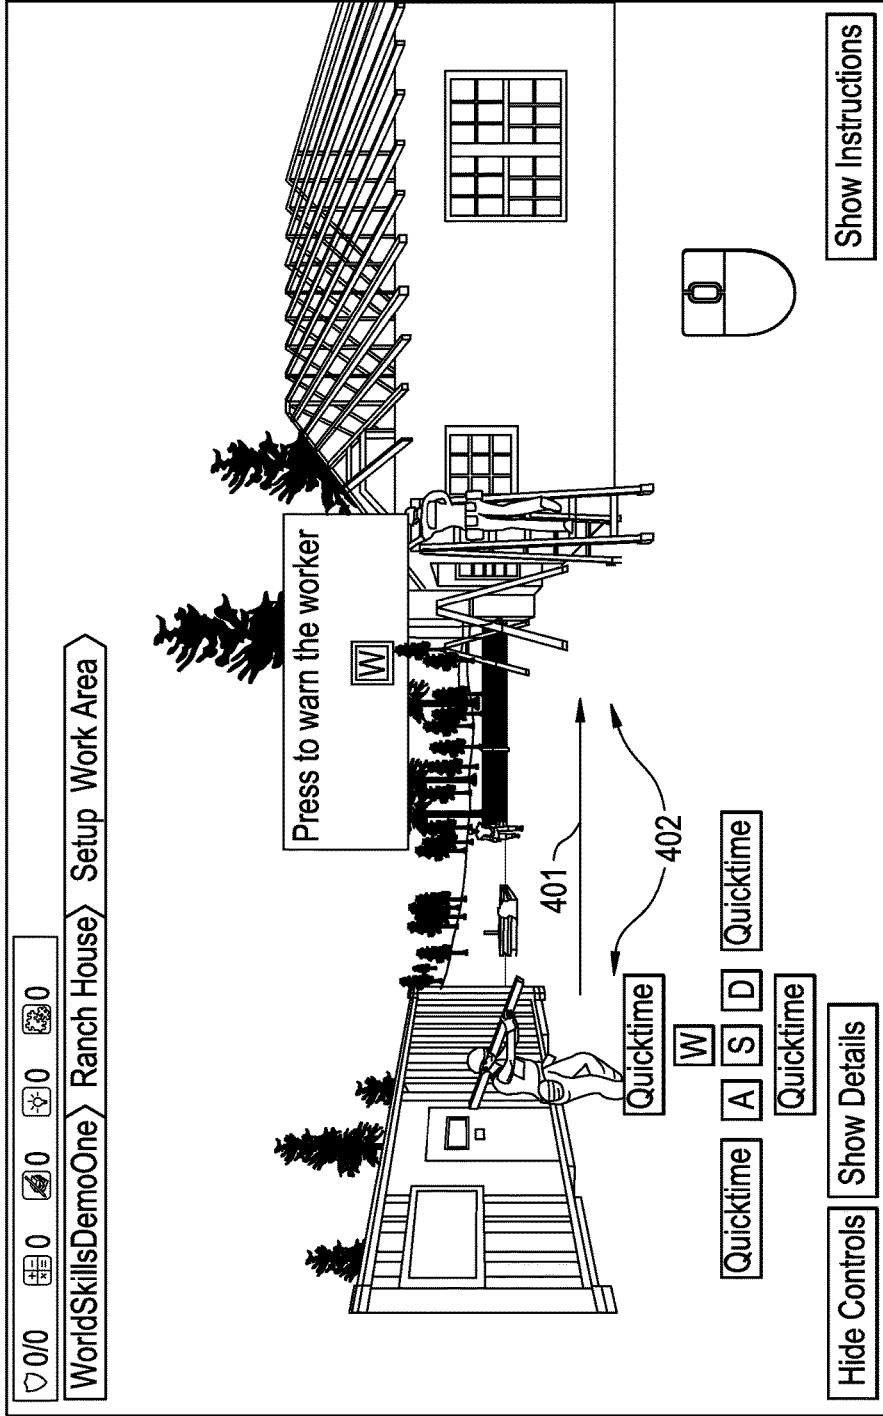 0/0 0 0 0 0
WorldSkillsDemoOne Ranch House Setup Work Area
Press to warn the worker
W
401
402
Quicktime
W
Quicktime A S D Quicktime
Quicktime
Hide Controls Show Details Show Instructions